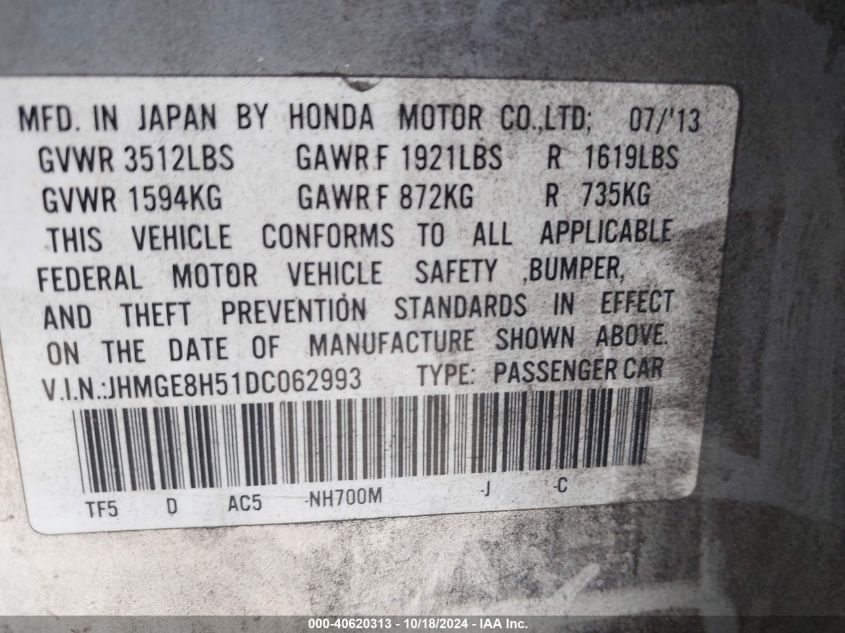 MFD. IN JAPAN BY HONDA MOTOR CO.,LTD; 07/'13
GVWR 3512LBS GAWR F 1921LBS R 1619LBS
GVWR 1594KG GAWR F 872KG R 735KG
THIS VEHICLE CONFORMS TO ALL APPLICABLE
FEDERAL MOTOR VEHICLE SAFETY ,BUMPER,
AND THEFT PREVENTION STANDARDS IN EFFECT
ON THE DATE OF MANUFACTURE SHOWN ABOVE.
V.I.N.:JHMGE8H51DC062993 TYPE: PASSENGER CAR
TF5 D AC5 -NH700M -J -C
000-40620313 - 10/18/2024 - IAA Inc.